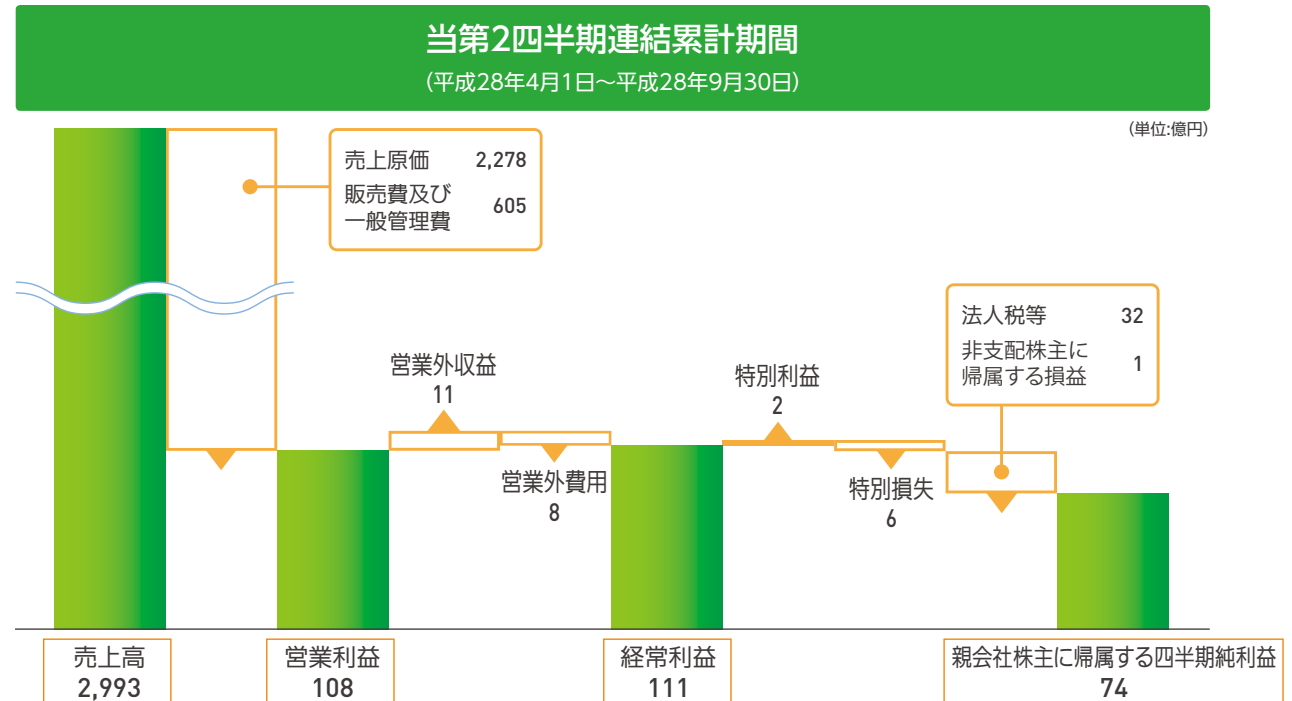 当第2四半期連結累計期間
(平成28年4月1日～平成28年9月30日)
(単位:億円)
売上原価 2,278
販売費及び
一般管理費 605
営業外収益
11
営業外費用
8
特別利益
2
特別損失
6
法人税等 32
非支配株主に
帰属する損益 1
売上高
2,993
営業利益
108
経常利益
111
親会社株主に帰属する四半期純利益
74